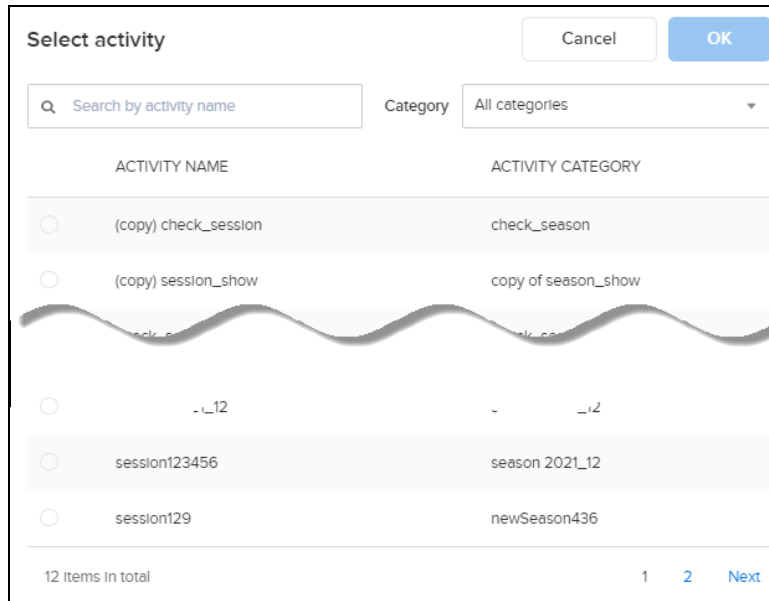 Select activity
Cancel
OK
Search by activity name
Category
All categories
ACTIVITY NAME
ACTIVITY CATEGORY
(copy) check_session
check_season
(copy) session_show
copy of season_show
session123456
season 2021_12
session129
newSeason436
12 items in total
1
2
Next